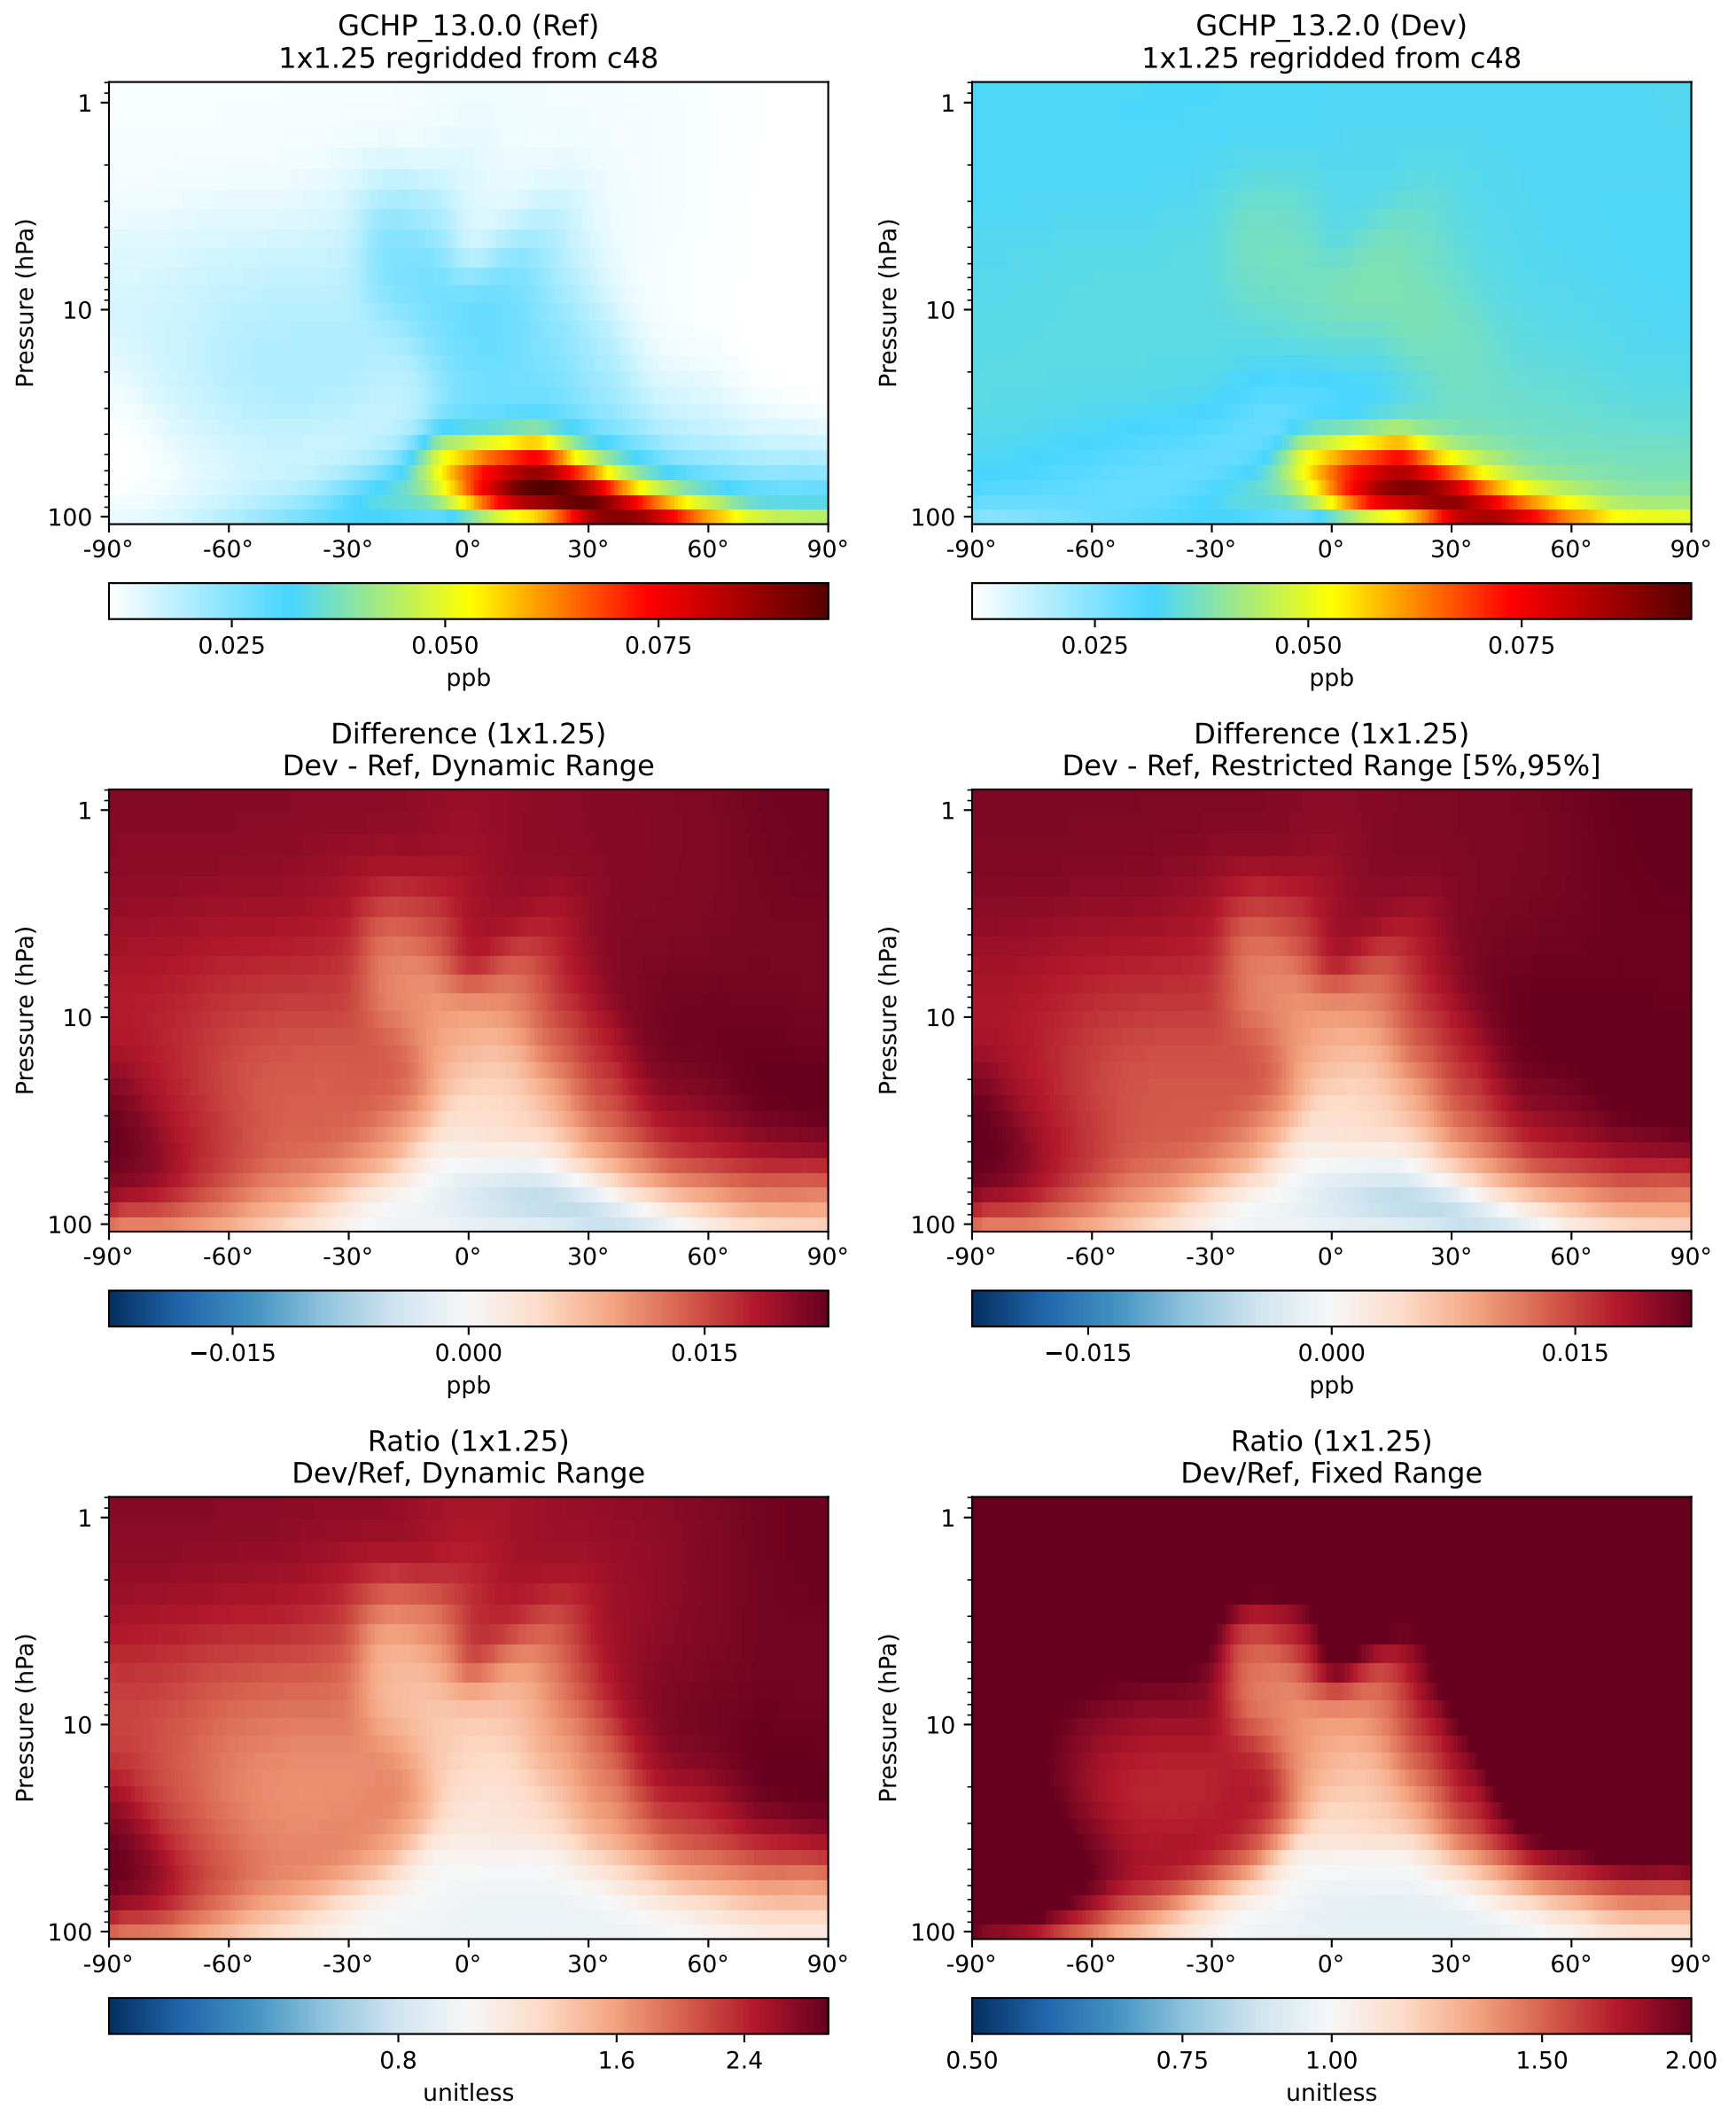 GCHP_13.0.0 (Ref)
1x1.25 regridded from c48
Pressure (hPa)
1
10
100
-90° -60° -30° 0° 30° 60° 90°
0.025 0.050 0.075
ppb
GCHP_13.2.0 (Dev)
1x1.25 regridded from c48
Pressure (hPa)
1
10
100
-90° -60° -30° 0° 30° 60° 90°
0.025 0.050 0.075
ppb
Difference (1x1.25)
Dev - Ref, Dynamic Range
Pressure (hPa)
1
10
100
-90° -60° -30° 0° 30° 60° 90°
−0.015 0.000 0.015
ppb
Difference (1x1.25)
Dev - Ref, Restricted Range [5%,95%]
Pressure (hPa)
1
10
100
-90° -60° -30° 0° 30° 60° 90°
−0.015 0.000 0.015
ppb
Ratio (1x1.25)
Dev/Ref, Dynamic Range
Pressure (hPa)
1
10
100
-90° -60° -30° 0° 30° 60° 90°
0.8 1.6 2.4
unitless
Ratio (1x1.25)
Dev/Ref, Fixed Range
Pressure (hPa)
1
10
100
-90° -60° -30° 0° 30° 60° 90°
0.50 0.75 1.00 1.50 2.00
unitless